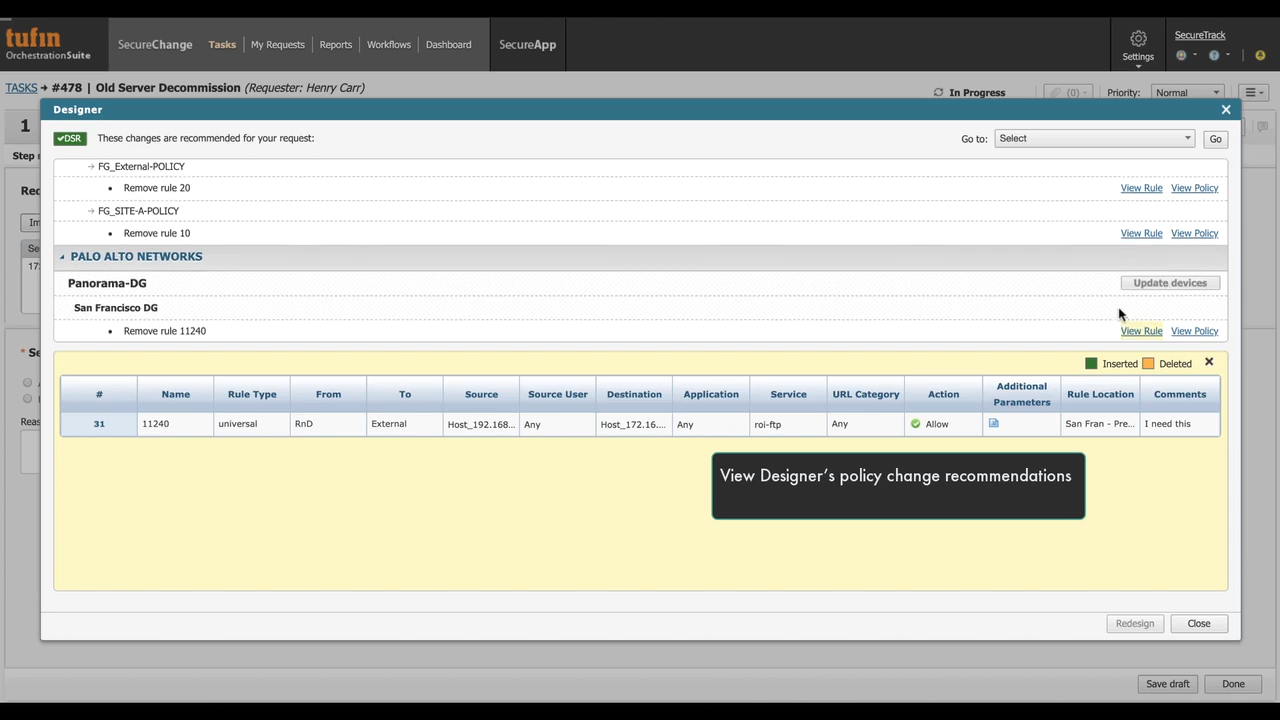 tufin
OrchestrationSuite
SecureChange Tasks My Requests Reports Workflows Dashboard SecureApp
Settings
SecureTrack
TASKS #478 | Old Server Decommission (Requester: Henry Carr)
In Progress (0) Priority: Normal
Designer
1
DSR These changes are recommended for your request:
Go to: Select Go
Step
FG_External-POLICY
Remove rule 20 View Rule View Policy
FG_SITE-A-POLICY
Remove rule 10 View Rule View Policy
PALO ALTO NETWORKS
Panorama-DG Update devices
San Francisco DG
Remove rule 11240 View Rule View Policy
Inserted Deleted
# Name Rule Type From To Source Source User Destination Application Service URL Category Action Additional Parameters Rule Location Comments
31 11240 universal RnD External Host_192.168... Any Host_172.16.... Any roi-ftp Any Allow San Fran - Pre... I need this
View Designer’s policy change recommendations
Redesign Close
Save draft Done